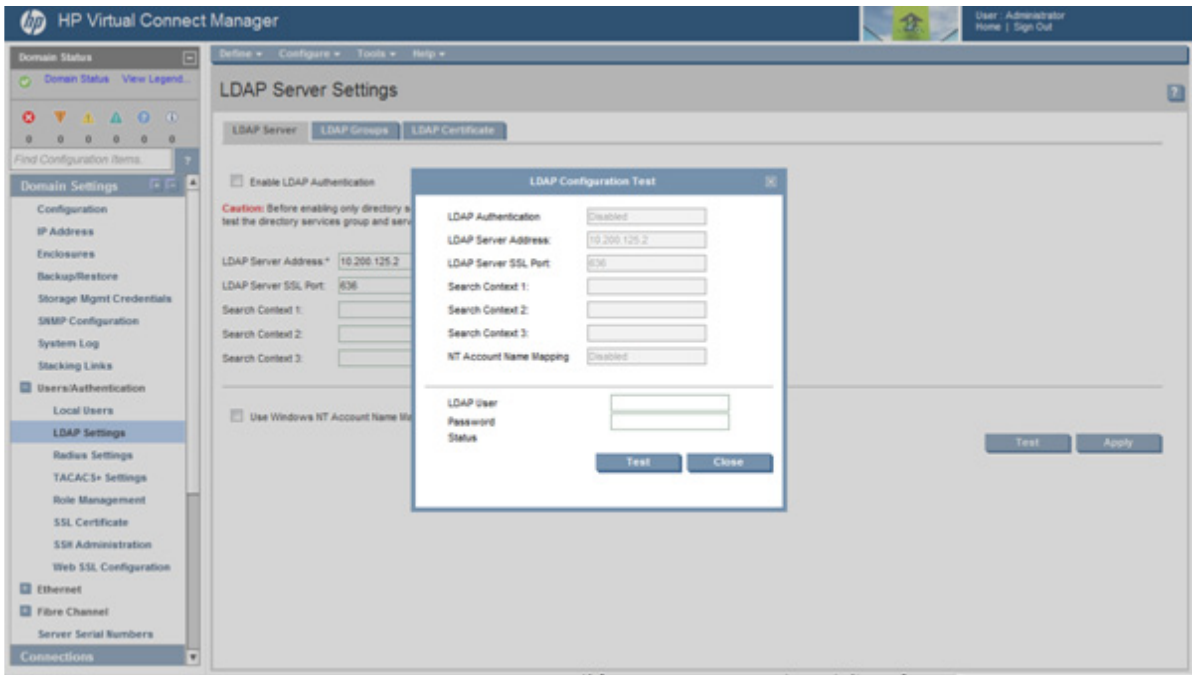 HP Virtual Connect Manager
User : Administrator
Home | Sign Out
Domain Status
Domain Status View Legend...
0 0 0 0 0 0
Find Configuration Items.
?
Domain Settings
Configuration
IP Address
Enclosures
Backup/Restore
Storage Mgmt Credentials
SNMP Configuration
System Log
Stacking Links
Users/Authentication
Local Users
LDAP Settings
Radius Settings
TACACS+ Settings
Role Management
SSL Certificate
SSH Administration
Web SSL Configuration
Ethernet
Fibre Channel
Server Serial Numbers
Connections
Define Configure Tools Help
LDAP Server Settings
?
LDAP Server LDAP Groups LDAP Certificate
Enable LDAP Authentication
Caution: Before enabling only directory s
test the directory services group and serv
LDAP Server Address:* 10.200.125.2
LDAP Server SSL Port: 636
Search Context 1:
Search Context 2:
Search Context 3:
Use Windows NT Account Name Ma
Test Apply
LDAP Configuration Test
LDAP Authentication Disabled
LDAP Server Address: 10.200.125.2
LDAP Server SSL Port: 636
Search Context 1:
Search Context 2:
Search Context 3:
NT Account Name Mapping Disabled
LDAP User
Password
Status
Test Close